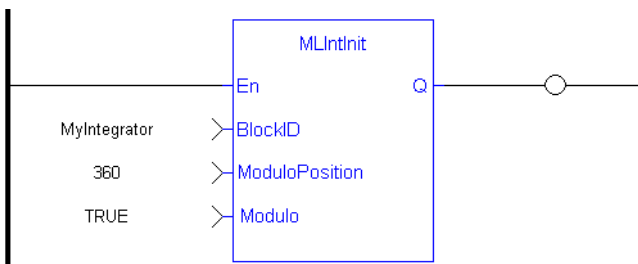 MLIntInit
En Q
MyIntegrator BlockID
360 ModuloPosition
TRUE Modulo